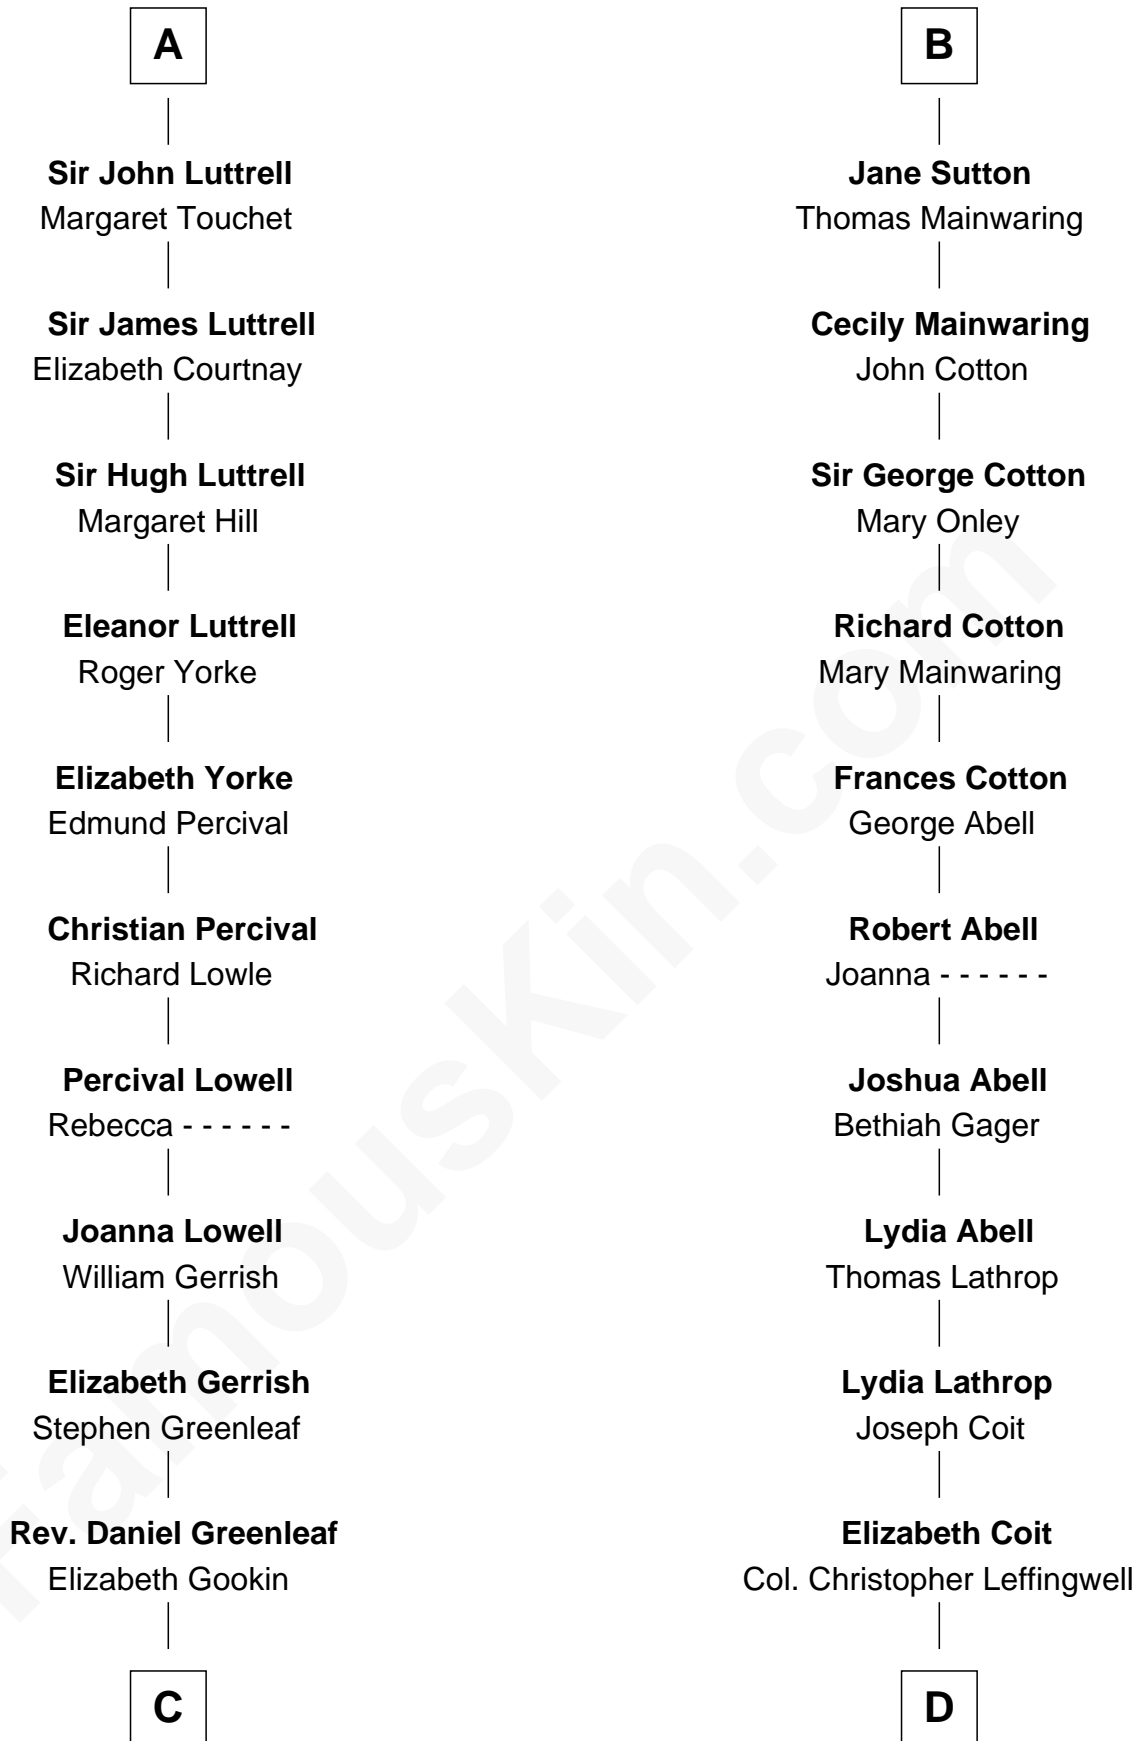 A
Sir John Luttrell
Margaret Touchet
Sir James Luttrell
Elizabeth Courtnay
Sir Hugh Luttrell
Margaret Hill
Eleanor Luttrell
Roger Yorke
Elizabeth Yorke
Edmund Percival
Christian Percival
Richard Lowle
Percival Lowell
Rebecca - - - - - -
Joanna Lowell
William Gerrish
Elizabeth Gerrish
Stephen Greenleaf
Rev. Daniel Greenleaf
Elizabeth Gookin
C
B
Jane Sutton
Thomas Mainwaring
Cecily Mainwaring
John Cotton
Sir George Cotton
Mary Onley
Richard Cotton
Mary Mainwaring
Frances Cotton
George Abell
Robert Abell
Joanna - - - - - -
Joshua Abell
Bethiah Gager
Lydia Abell
Thomas Lathrop
Lydia Lathrop
Joseph Coit
Elizabeth Coit
Col. Christopher Leffingwell
D
FamousKin.com